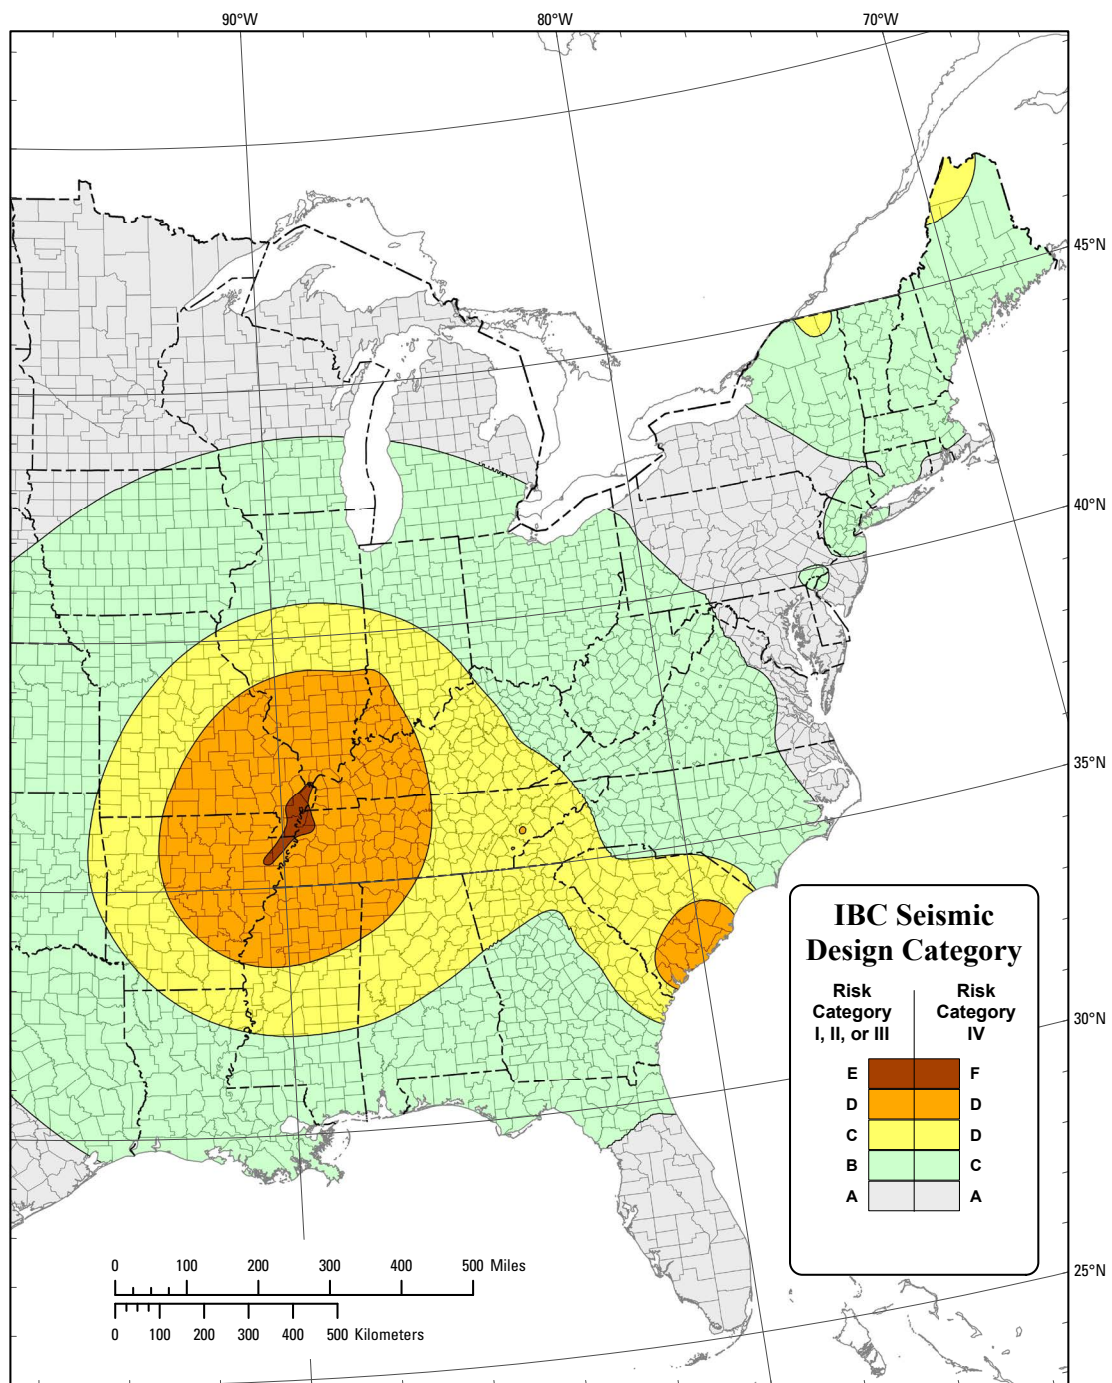 90°W
80°W
70°W
45°N
40°N
35°N
30°N
25°N
IBC Seismic
Design Category
Risk
Category
I, II, or III
Risk
Category
IV
E F
D D
C D
B C
A A
0 100 200 300 400 500 Miles
0 100 200 300 400 500 Kilometers